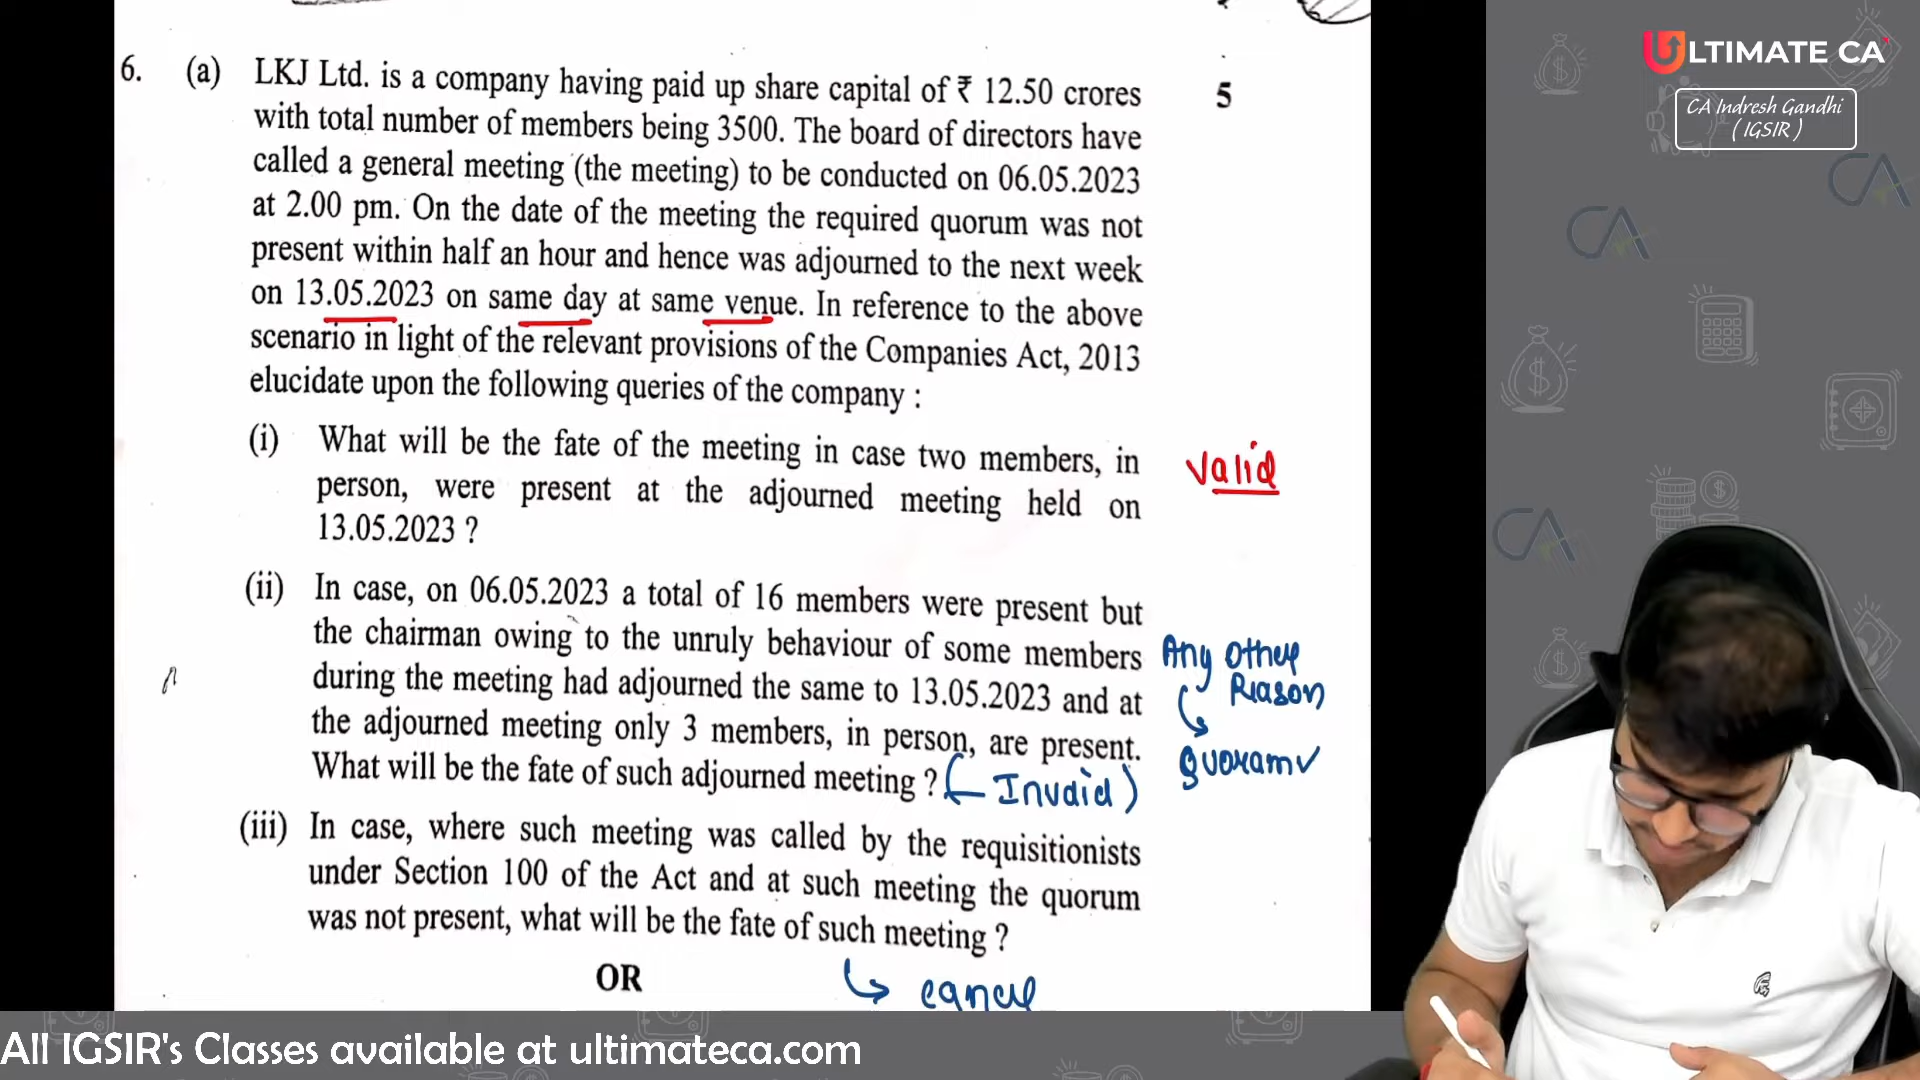 ULTIMATE CA
CA Indresh Gandhi
( IGSIR )
6. (a) LKJ Ltd. is a company having paid up share capital of ₹ 12.50 crores 5
with total number of members being 3500. The board of directors have
called a general meeting (the meeting) to be conducted on 06.05.2023
at 2.00 pm. On the date of the meeting the required quorum was not
present within half an hour and hence was adjourned to the next week
on 13.05.2023 on same day at same venue. In reference to the above
scenario in light of the relevant provisions of the Companies Act, 2013
elucidate upon the following queries of the company :
(i) What will be the fate of the meeting in case two members, in
person, were present at the adjourned meeting held on
13.05.2023 ?
Valid
(ii) In case, on 06.05.2023 a total of 16 members were present but
the chairman owing to the unruly behaviour of some members
during the meeting had adjourned the same to 13.05.2023 and at
the adjourned meeting only 3 members, in person, are present.
What will be the fate of such adjourned meeting ? ( Invaid )
Any Other
Reason
quoram
(iii) In case, where such meeting was called by the requisitionists
under Section 100 of the Act and at such meeting the quorum
was not present, what will be the fate of such meeting ?
cancel
OR
CA
CA
CA
All IGSIR's Classes available at ultimateca.com